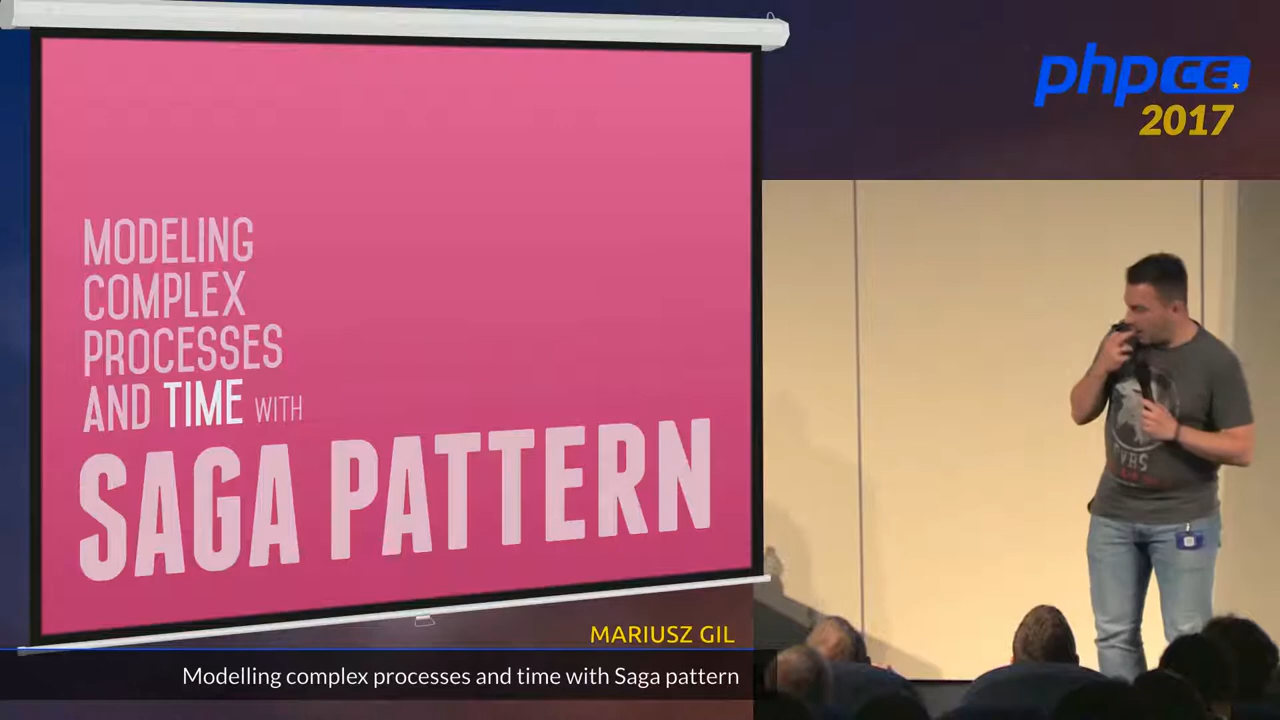 phpCE
2017
MODELING
COMPLEX
PROCESSES
AND TIME WITH
SAGA PATTERN
MARIUSZ GIL
Modelling complex processes and time with Saga pattern